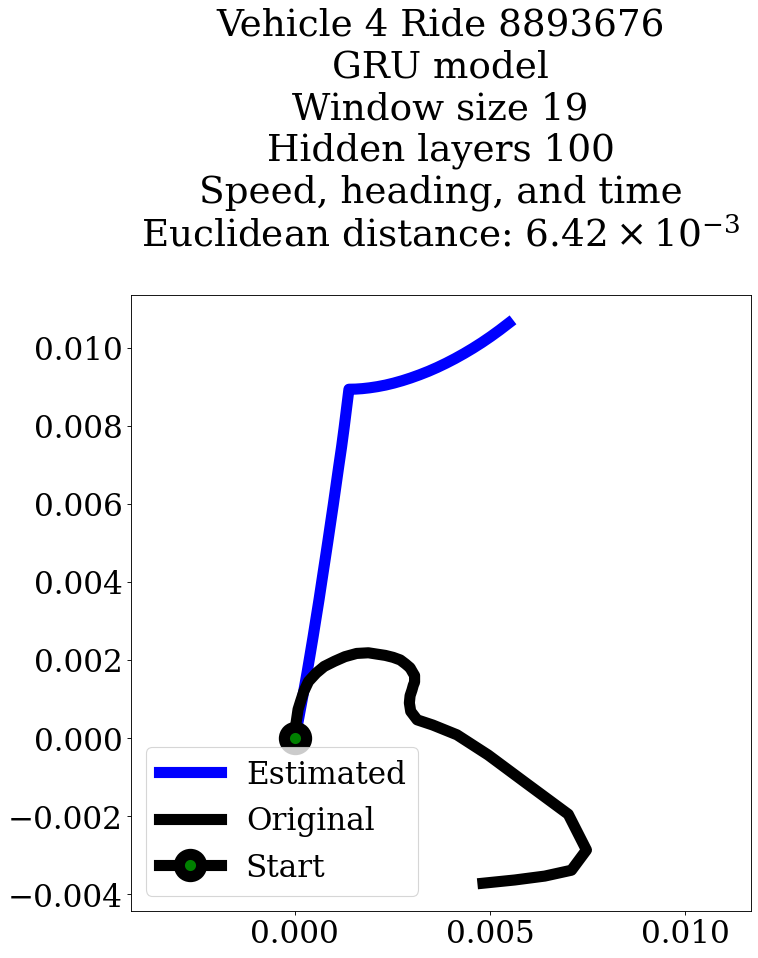 Vehicle 4 Ride 8893676
GRU model
Window size 19
Hidden layers 100
Speed, heading, and time
Euclidean distance: 6.42 × 10⁻³
0.010
0.008
0.006
0.004
0.002
0.000
−0.002
−0.004
Estimated
Original
Start
0.000 0.005 0.010